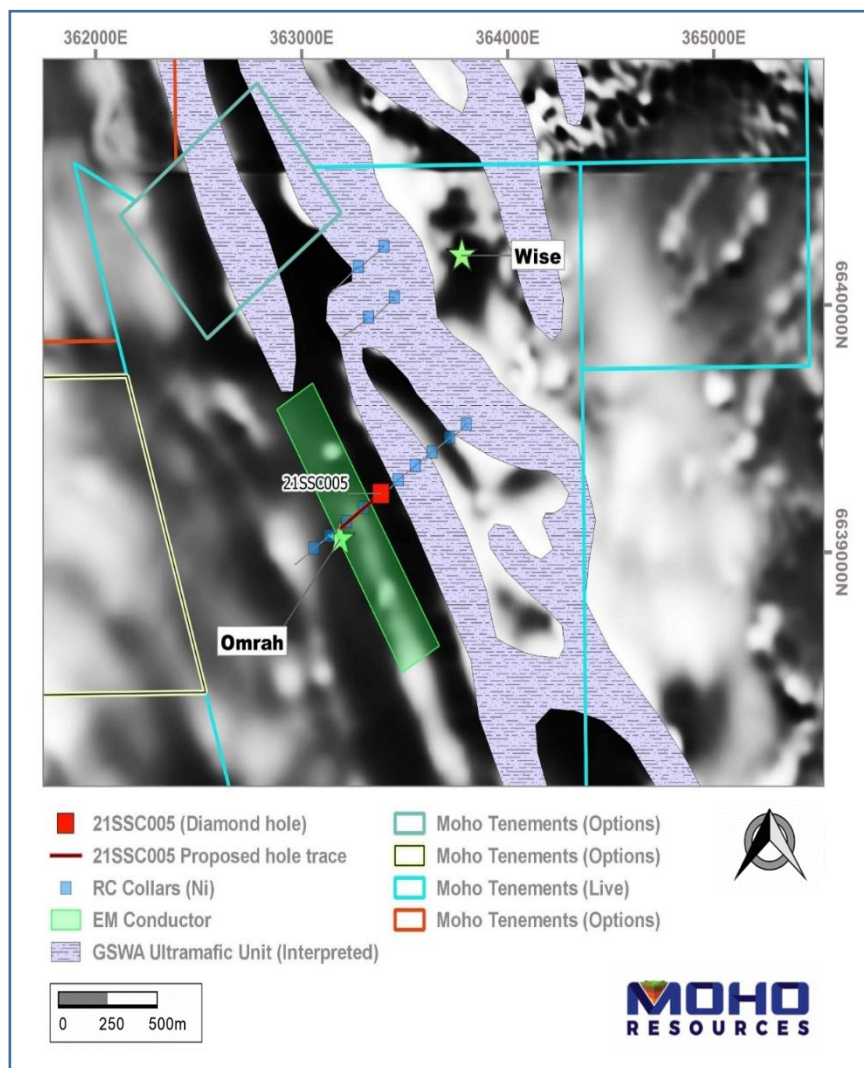 362000E 363000E 364000E 365000E
Wise
6640000N
21SSC005
6639000N
Omrah
21SSC005 (Diamond hole)
21SSC005 Proposed hole trace
RC Collars (Ni)
EM Conductor
GSWA Ultramafic Unit (Interpreted)
Moho Tenements (Options)
Moho Tenements (Options)
Moho Tenements (Live)
Moho Tenements (Options)
0 250 500m
MOHO
RESOURCES